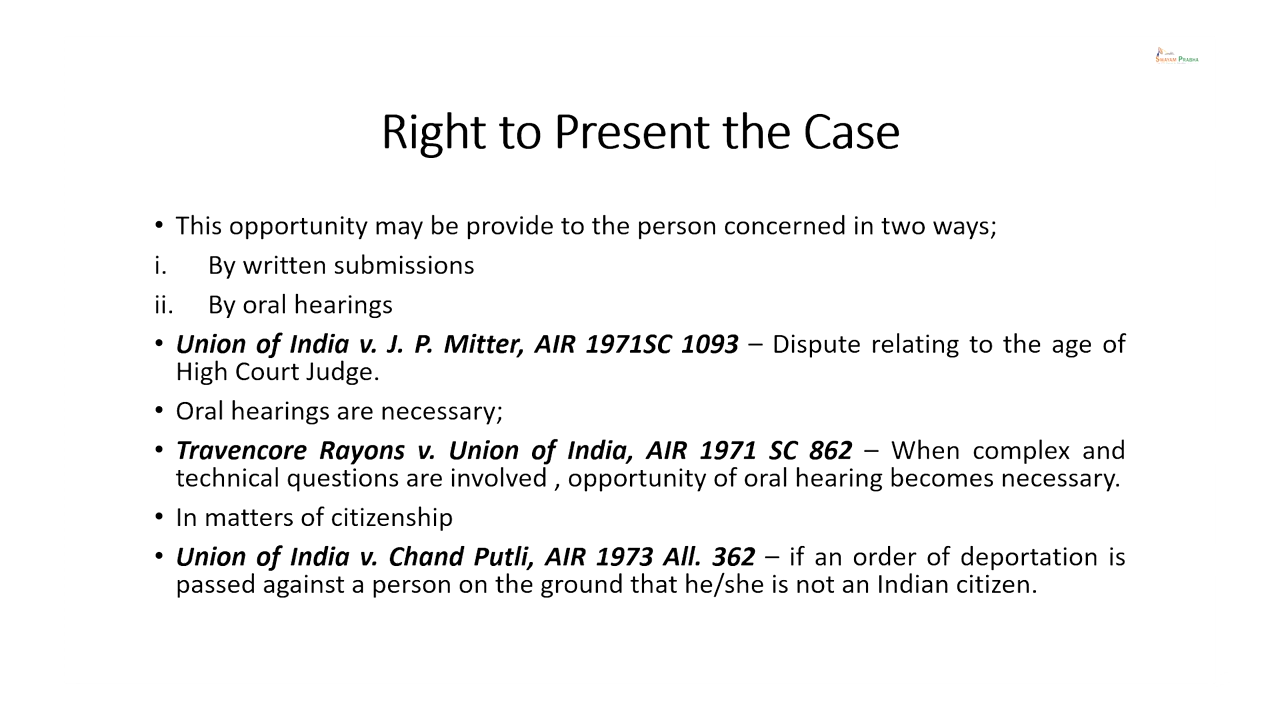 SWAYAM PRABHA
Right to Present the Case
• This opportunity may be provide to the person concerned in two ways;
i. By written submissions
ii. By oral hearings
• Union of India v. J. P. Mitter, AIR 1971SC 1093 – Dispute relating to the age of
High Court Judge.
• Oral hearings are necessary;
• Travencore Rayons v. Union of India, AIR 1971 SC 862 – When complex and
technical questions are involved , opportunity of oral hearing becomes necessary.
• In matters of citizenship
• Union of India v. Chand Putli, AIR 1973 All. 362 – if an order of deportation is
passed against a person on the ground that he/she is not an Indian citizen.